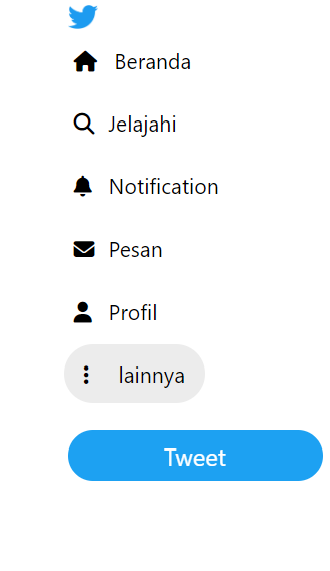 Beranda
Jelajahi
Notification
Pesan
Profil
lainnya
Tweet